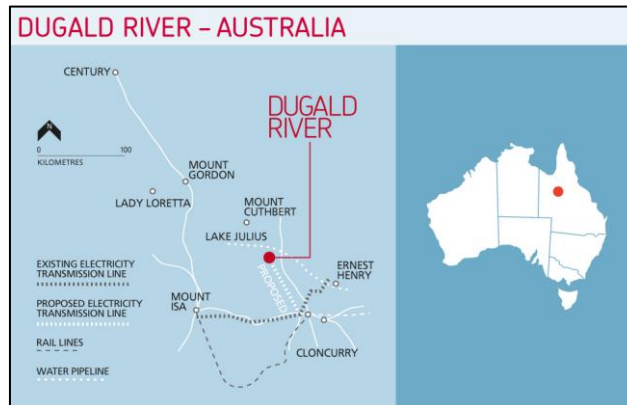 DUGALD RIVER – AUSTRALIA
CENTURY
DUGALD
RIVER
N
0 100
KILOMETRES
MOUNT
GORDON
LADY LORETTA
MOUNT
CUTHBERT
LAKE JULIUS
EXISTING ELECTRICITY
TRANSMISSION LINE
PROPOSED
ERNEST
HENRY
PROPOSED ELECTRICITY
TRANSMISSION LINE
MOUNT
ISA
RAIL LINES
CLONCURRY
WATER PIPELINE